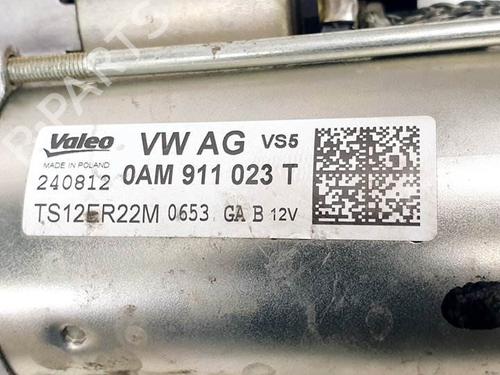 Valeo VW AG VS5
MADE IN POLAND
240812 0AM 911 023 T
TS12ER22M 0653 GA B 12V